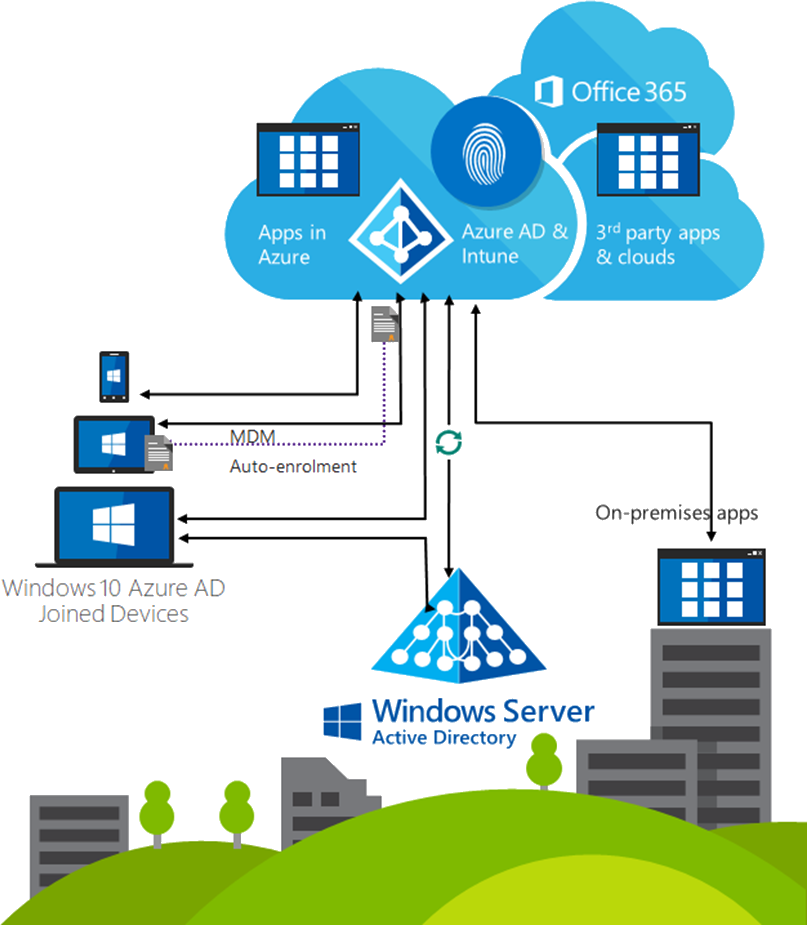 Office 365
Apps in
Azure
Azure AD &
Intune
3rd party apps
& clouds
MDM
Auto-enrolment
On-premises apps
Windows 10 Azure AD
Joined Devices
Windows Server
Active Directory